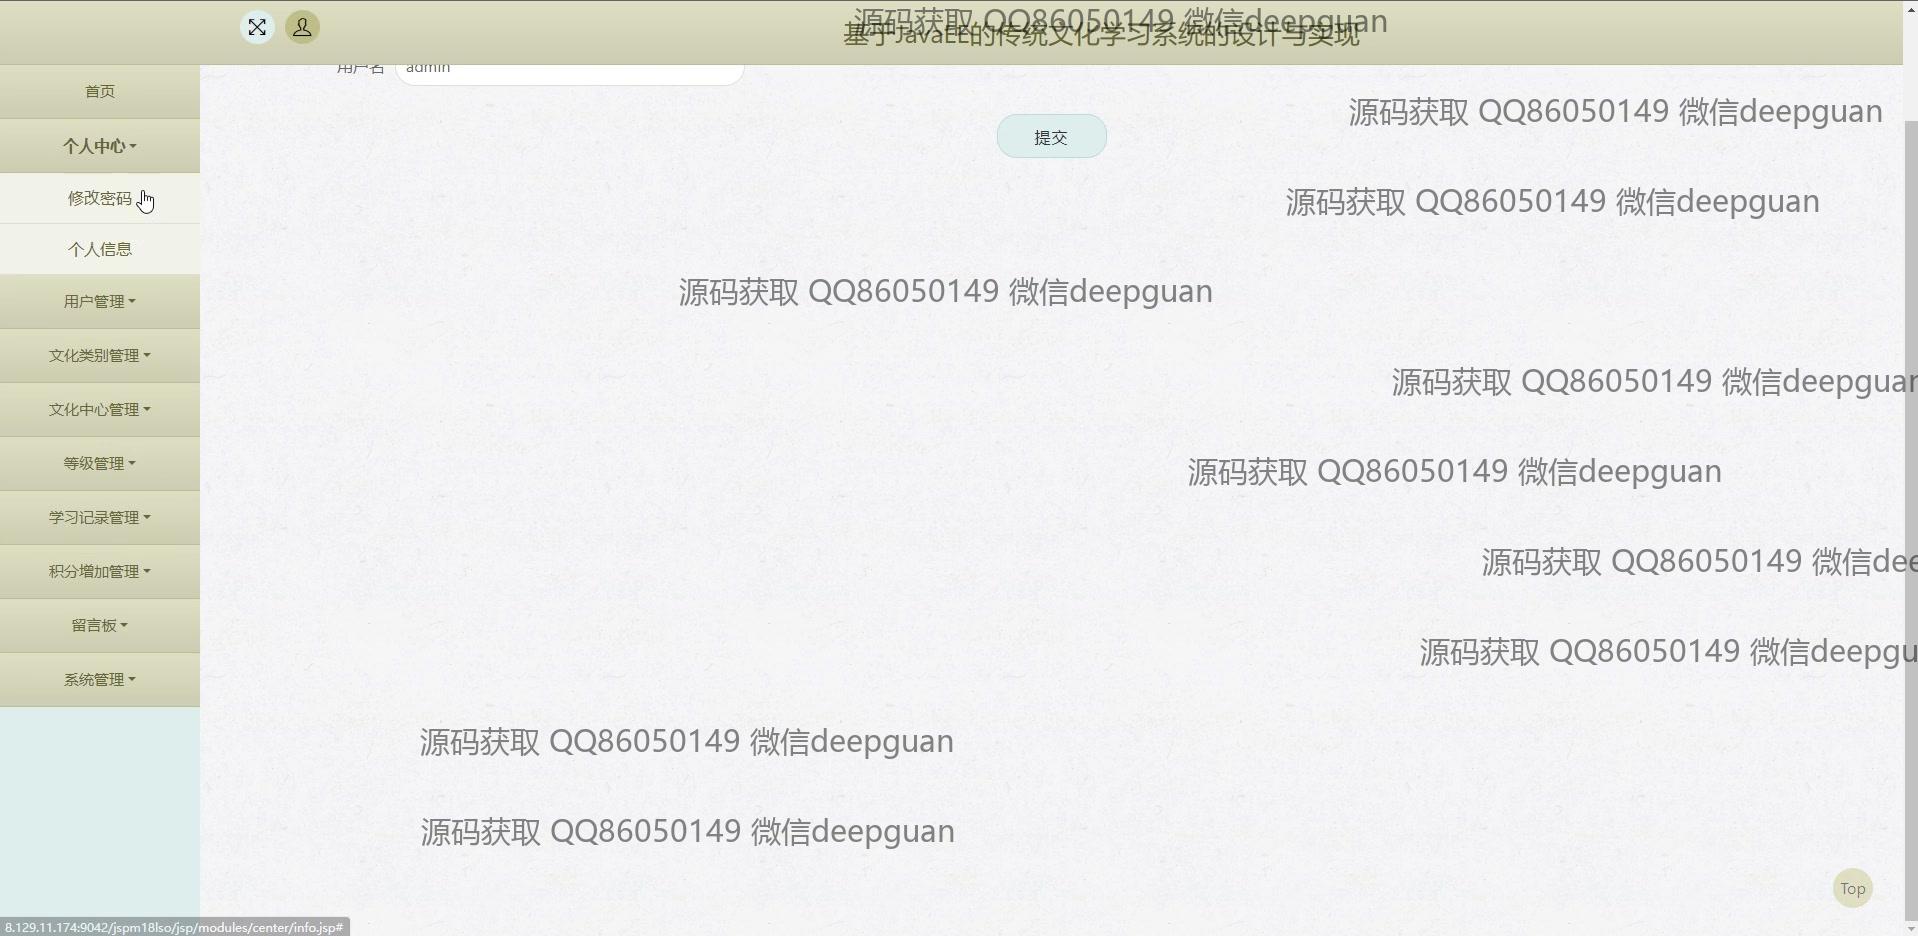 源码获取 QQ86050149 微信deepguan
基于JavaEE的传统文化学习系统的设计与实现
首页
用户名 admin
源码获取 QQ86050149 微信deepguan
提交
个人中心
修改密码
源码获取 QQ86050149 微信deepguan
个人信息
用户管理
源码获取 QQ86050149 微信deepguan
文化类别管理
源码获取 QQ86050149 微信deepguan
文化中心管理
等级管理
源码获取 QQ86050149 微信deepguan
学习记录管理
积分增加管理
源码获取 QQ86050149 微信dee
留言板
源码获取 QQ86050149 微信deepgu
系统管理
源码获取 QQ86050149 微信deepguan
源码获取 QQ86050149 微信deepguan
Top
8.129.11.174:9042/jspm18lso/jsp/modules/center/info.jsp#